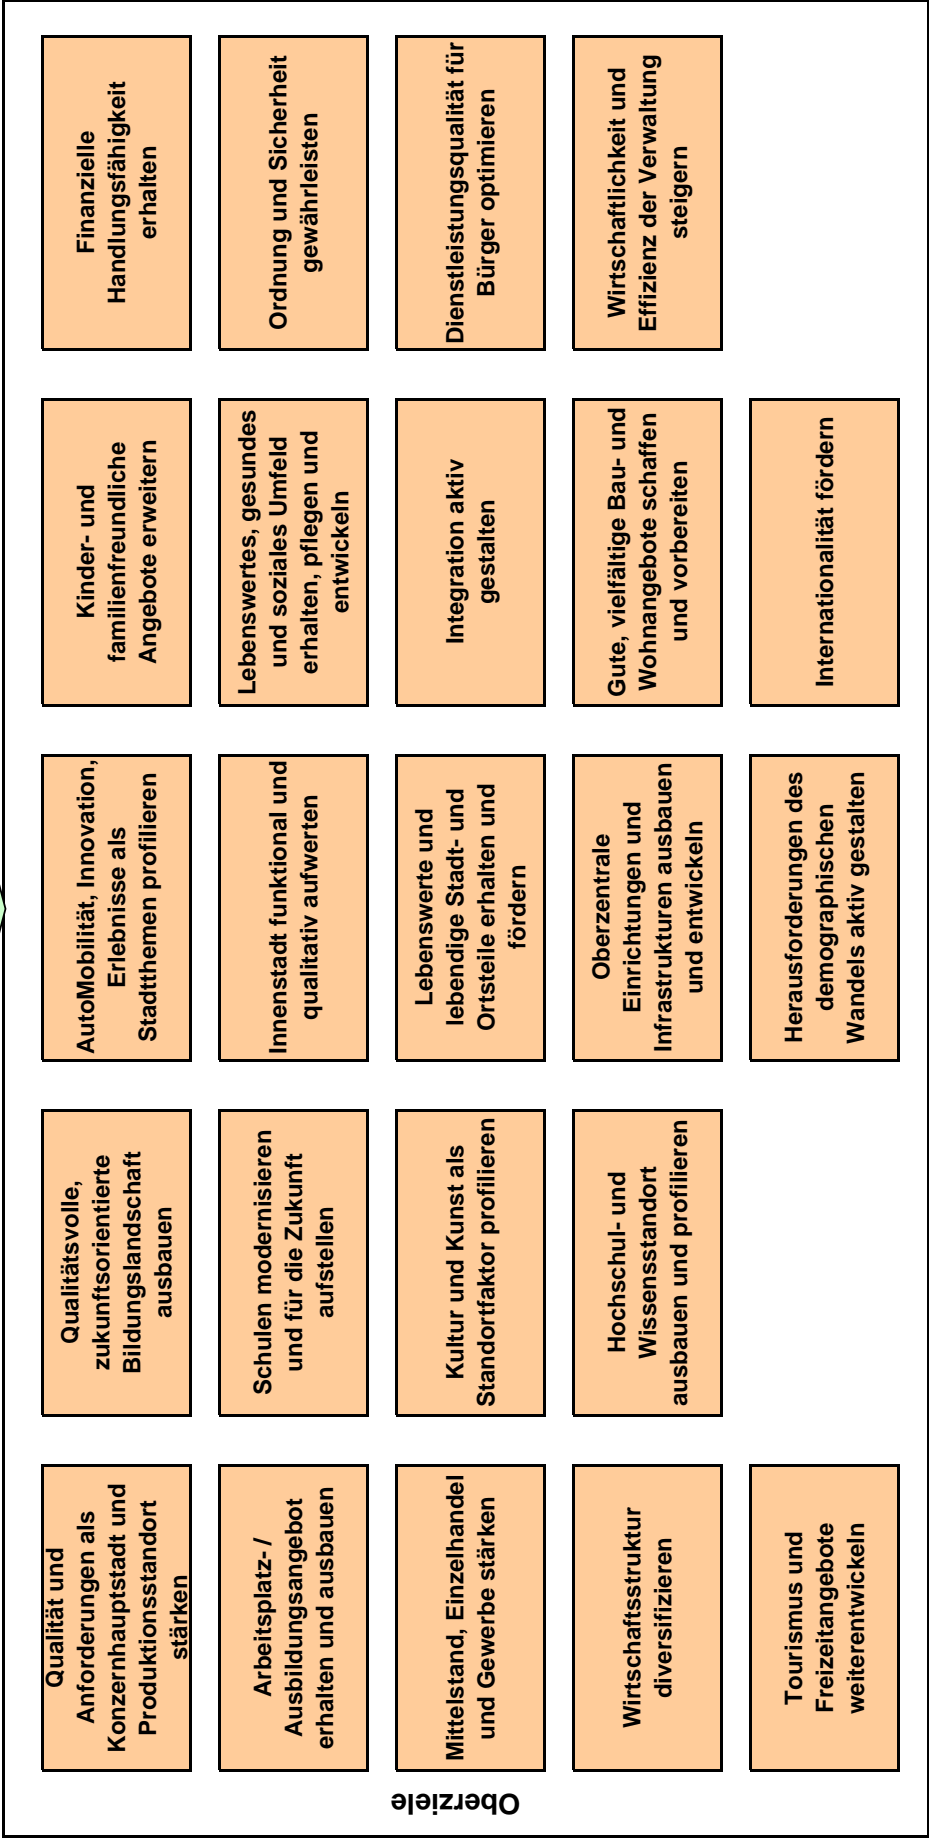 Oberziele
Qualität und
Anforderungen als
Konzernhauptstadt und
Produktionsstandort
stärken
Arbeitsplatz- /
Ausbildungsangebot
erhalten und ausbauen
Mittelstand, Einzelhandel
und Gewerbe stärken
Wirtschaftsstruktur
diversifizieren
Tourismus und
Freizeitangebote
weiterentwickeln
Qualitätsvolle,
zukunftsorientierte
Bildungslandschaft
ausbauen
Schulen modernisieren
und für die Zukunft
aufstellen
Kultur und Kunst als
Standortfaktor profilieren
Hochschul- und
Wissensstandort
ausbauen und profilieren
AutoMobilität, Innovation,
Erlebnisse als
Stadtthemen profilieren
Innenstadt funktional und
qualitativ aufwerten
Lebenswerte und
lebendige Stadt- und
Ortsteile erhalten und
fördern
Oberzentrale
Einrichtungen und
Infrastrukturen ausbauen
und entwickeln
Herausforderungen des
demographischen
Wandels aktiv gestalten
Kinder- und
familienfreundliche
Angebote erweitern
Lebenswertes, gesundes
und soziales Umfeld
erhalten, pflegen und
entwickeln
Integration aktiv
gestalten
Gute, vielfältige Bau- und
Wohnangebote schaffen
und vorbereiten
Internationalität fördern
Finanzielle
Handlungsfähigkeit
erhalten
Ordnung und Sicherheit
gewährleisten
Dienstleistungsqualität für
Bürger optimieren
Wirtschaftlichkeit und
Effizienz der Verwaltung
steigern